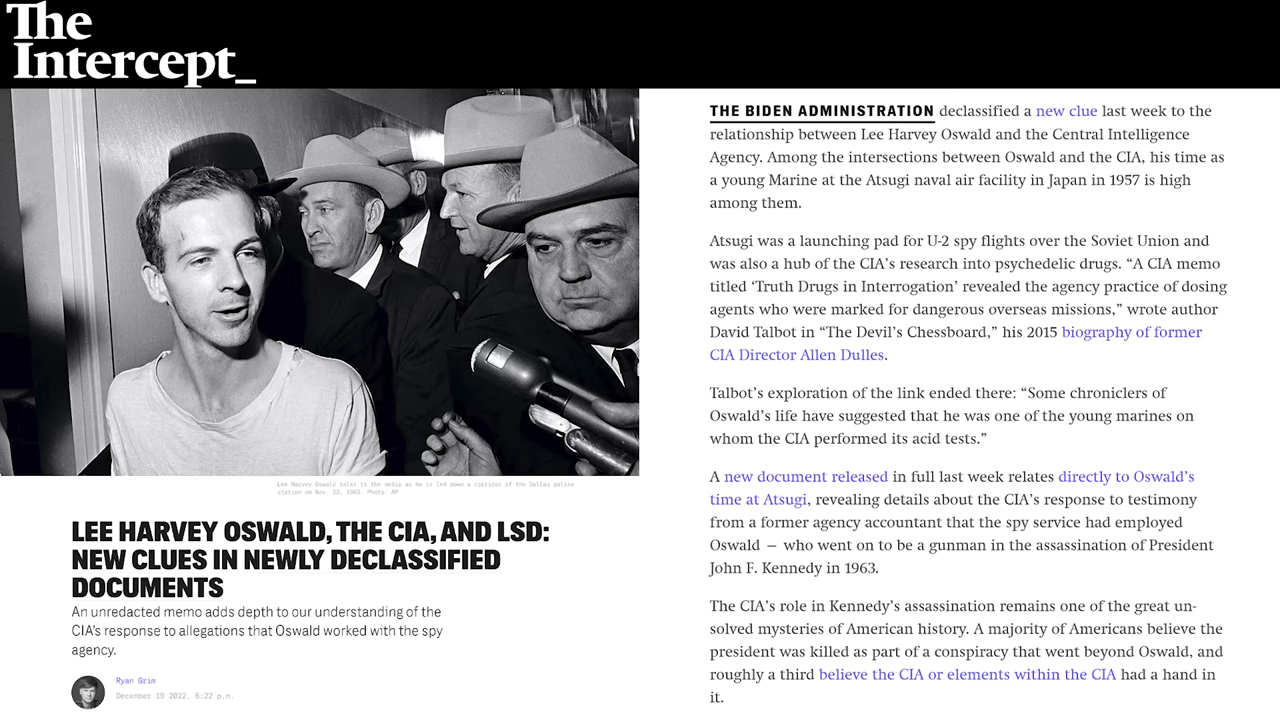 The
Intercept_
Lee Harvey Oswald talks to the media as he is led down a corridor of the Dallas police
station on Nov. 23, 1963. Photo: AP
LEE HARVEY OSWALD, THE CIA, AND LSD:
NEW CLUES IN NEWLY DECLASSIFIED
DOCUMENTS
An unredacted memo adds depth to our understanding of the
CIA's response to allegations that Oswald worked with the spy
agency.
Ryan Grim
December 19 2022, 6:22 p.m.
THE BIDEN ADMINISTRATION declassified a new clue last week to the
relationship between Lee Harvey Oswald and the Central Intelligence
Agency. Among the intersections between Oswald and the CIA, his time as
a young Marine at the Atsugi naval air facility in Japan in 1957 is high
among them.
Atsugi was a launching pad for U-2 spy flights over the Soviet Union and
was also a hub of the CIA's research into psychedelic drugs. “A CIA memo
titled ‘Truth Drugs in Interrogation’ revealed the agency practice of dosing
agents who were marked for dangerous overseas missions,” wrote author
David Talbot in “The Devil's Chessboard,” his 2015 biography of former
CIA Director Allen Dulles.
Talbot's exploration of the link ended there: “Some chroniclers of
Oswald's life have suggested that he was one of the young marines on
whom the CIA performed its acid tests.”
A new document released in full last week relates directly to Oswald's
time at Atsugi, revealing details about the CIA's response to testimony
from a former agency accountant that the spy service had employed
Oswald – who went on to be a gunman in the assassination of President
John F. Kennedy in 1963.
The CIA's role in Kennedy's assassination remains one of the great un-
solved mysteries of American history. A majority of Americans believe the
president was killed as part of a conspiracy that went beyond Oswald, and
roughly a third believe the CIA or elements within the CIA had a hand in
it.